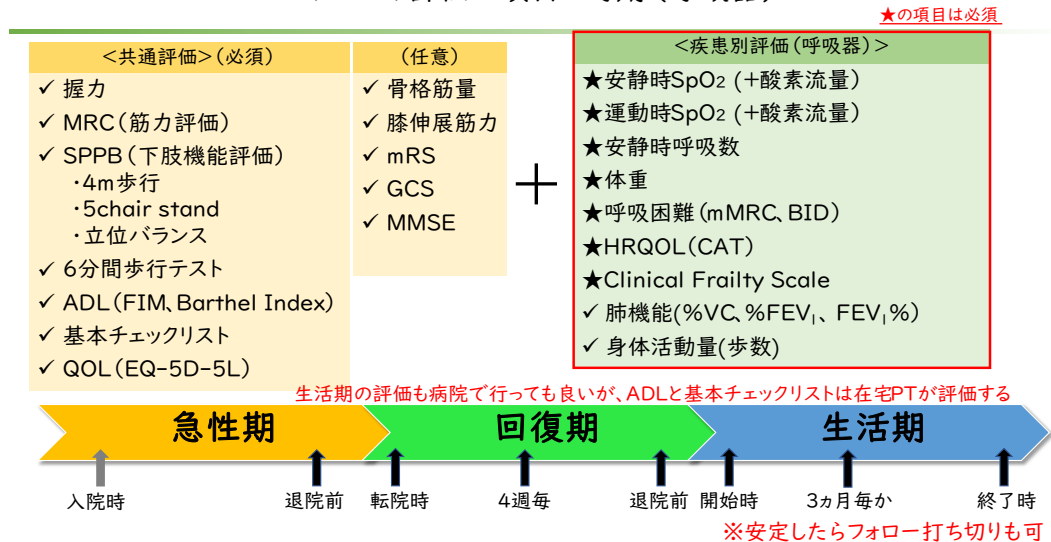 ★の項目は必須
<共通評価>(必須)
✓ 握力
✓ MRC(筋力評価)
✓ SPPB(下肢機能評価)
・4m歩行
・5chair stand
・立位バランス
✓ 6分間歩行テスト
✓ ADL(FIM、Barthel Index)
✓ 基本チェックリスト
✓ QOL(EQ-5D-5L)
(任意)
✓ 骨格筋量
✓ 膝伸展筋力
✓ mRS
✓ GCS
✓ MMSE
+
<疾患別評価(呼吸器)>
★安静時SpO2 (+酸素流量)
★運動時SpO2 (+酸素流量)
★安静時呼吸数
★体重
★呼吸困難(mMRC、BID)
★HRQOL(CAT)
★Clinical Frailty Scale
✓ 肺機能(%VC、%FEV1、FEV1%)
✓ 身体活動量(歩数)
生活期の評価も病院で行っても良いが、ADLと基本チェックリストは在宅PTが評価する
急性期
回復期
生活期
入院時
退院前
転院時
4週毎
退院前
開始時
3ヵ月毎か
終了時
※安定したらフォロー打ち切りも可